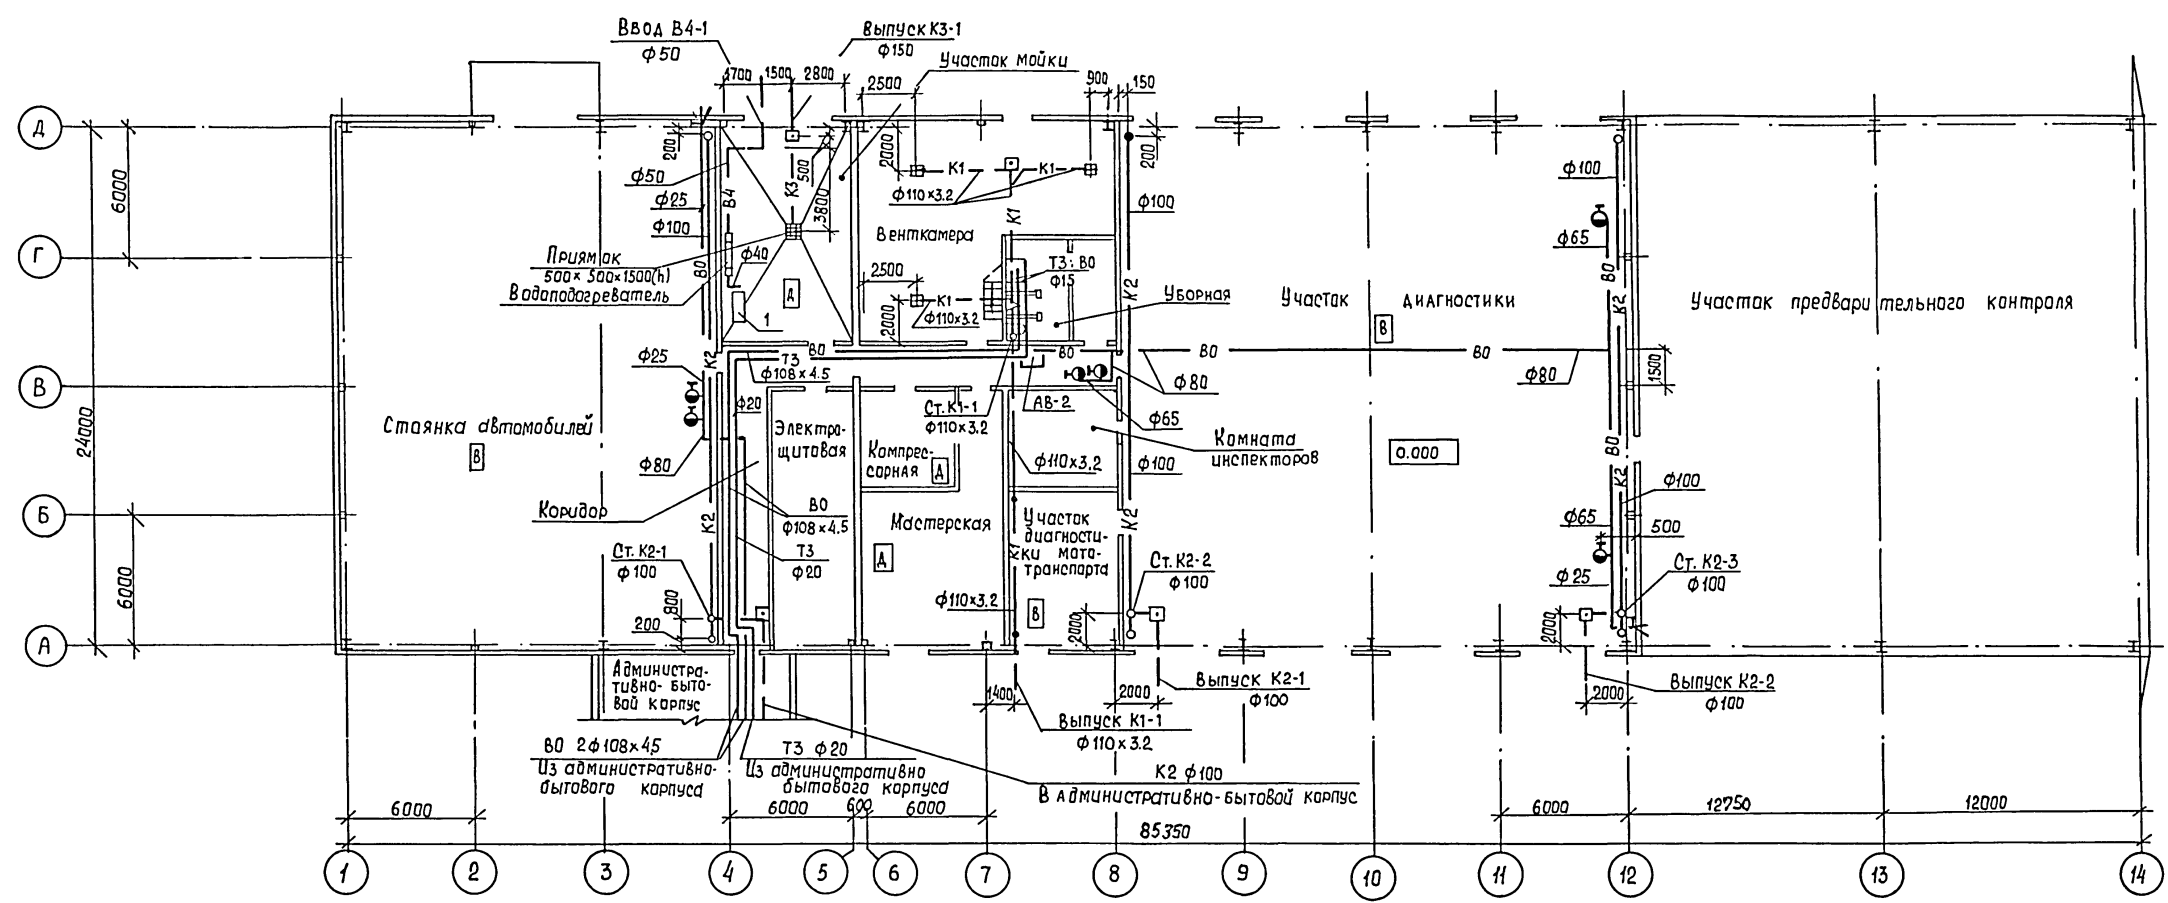 Ввод В4-1
Ф50
Выпуск К3-1
Ф150
Участок мойки
1700
1500
2800
2500
900
150
Д
Г
В
Б
А
24000
6000
6000
200
500
2000
200
Ф50
Ф25
Ф100
В4
К3
3800
К1
К1
Ф110×3.2
К1
Ф100
Ф100
Ф65
Венткамера
Приямок
500×500×1500(h)
Водоподогреватель
В0
Ф40
Д
1
2500
К1
Ф110×3.2
2000
Т3; В0
Ф15
К2
Уборная
Участок диагностики
В
Участок предварительного контроля
В0
К2
К2
Ф25
В0
Т3
Ф108×4.5
В0
В0
В0
Ф80
Ф80
1500
Ф20
Ст. К1-1
Ф110×3.2
АВ-2
Ф65
Стоянка автомобилей
В
Ф80
Электро-
щитовая
Компрес-
сорная
Д
Ф110×3.2
Ф100
Комната
инспекторов
0.000
В0
К2
Ф100
Коридор
К2
В0
Ф108×4.5
Мастерская
Д
Участок
диагности-
ки мото-
транспорта
К1
К2
Ф65
500
Ст. К2-1
Ф100
Т3
Ф20
Ст. К2-2
Ф100
Ф25
Ст. К2-3
Ф100
800
200
Ф110×3.2
В
2000
2000
Администра-
тивно-быто-
вой корпус
1400
2000
Выпуск К2-1
Ф100
2000
Выпуск К2-2
Ф100
Выпуск К1-1
Ф110×3.2
В0 2Ф108×4,5
Из административно-
бытового корпуса
Т3 Ф20
Из административно
бытового корпуса
К2 Ф100
В административно-бытовой корпус
6000
6000
600
6000
6000
12750
12000
85350
1
2
3
4
5
6
7
8
9
10
11
12
13
14